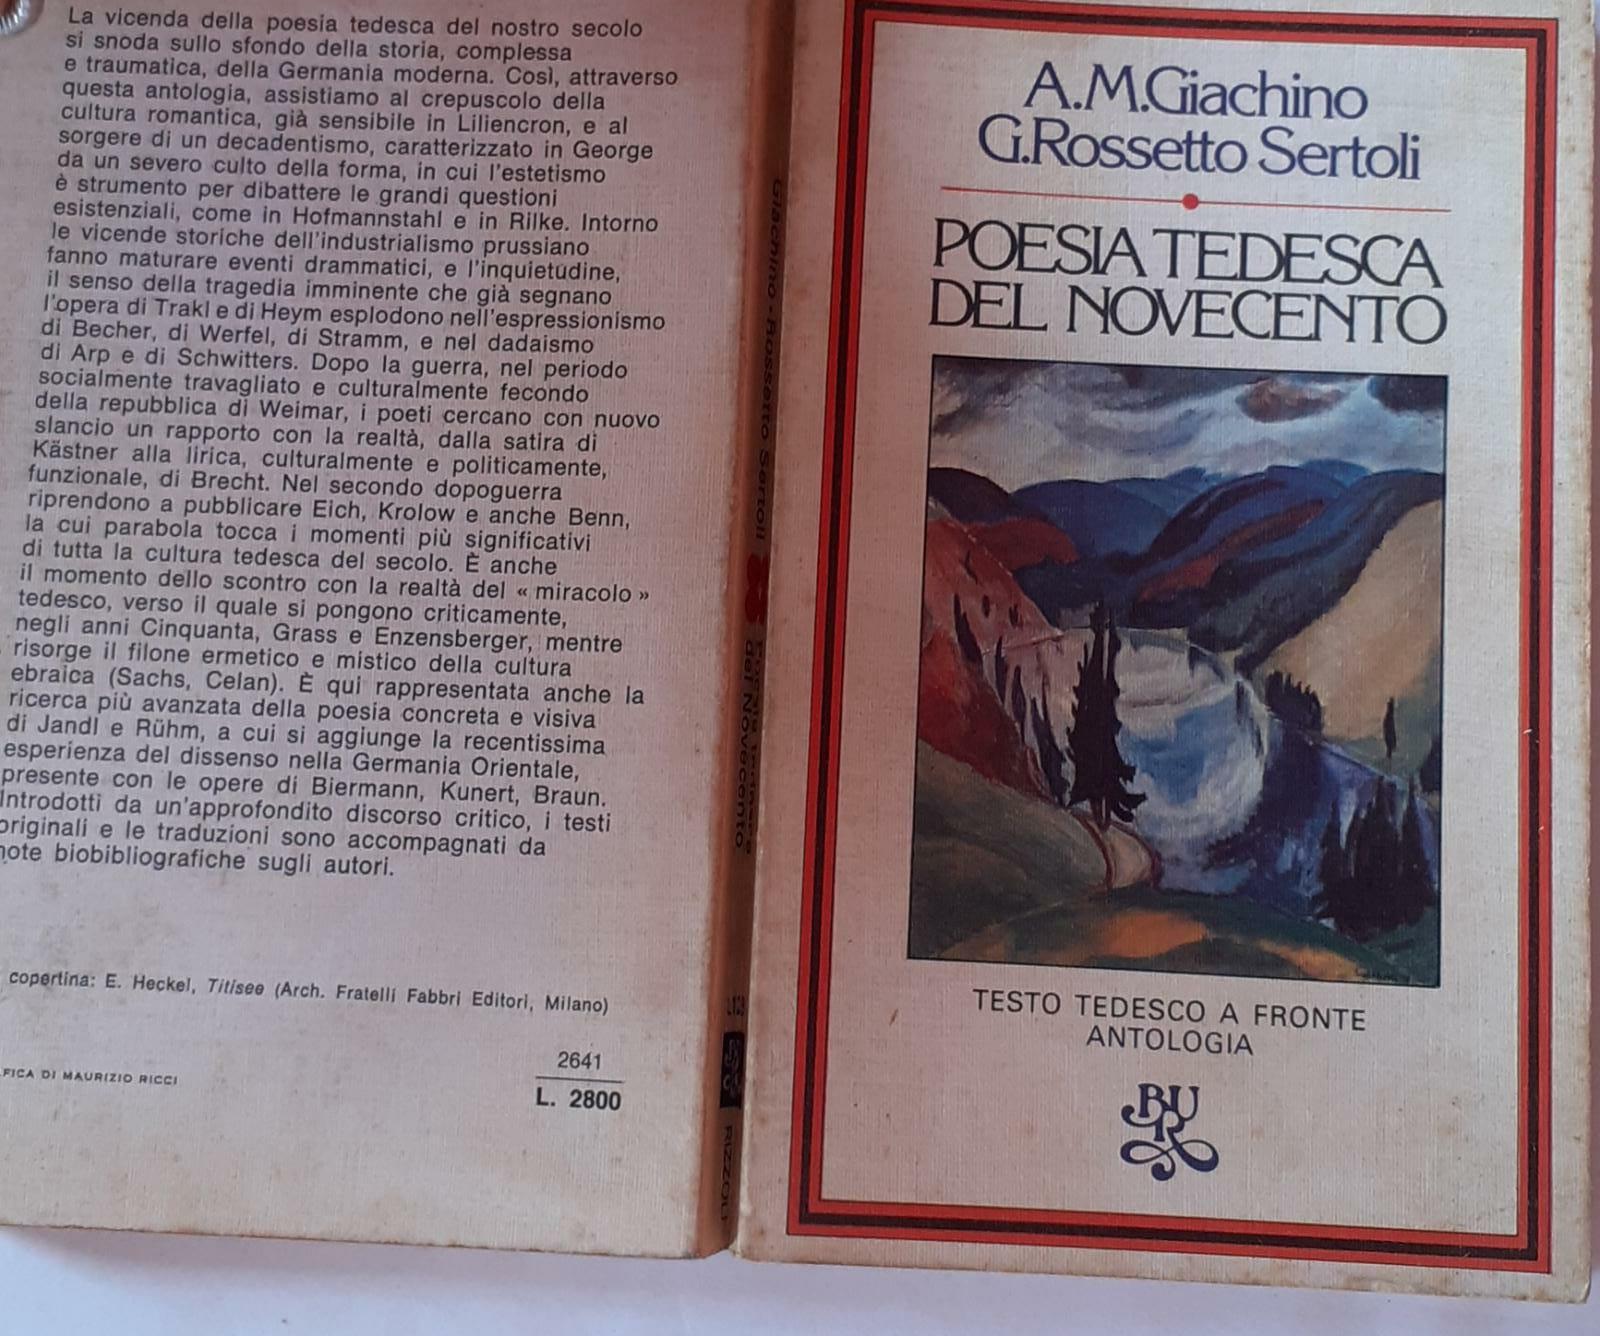 La vicenda della poesia tedesca del nostro secolo
si snoda sullo sfondo della storia, complessa
e traumatica, della Germania moderna. Così, attraverso
questa antologia, assistiamo al crepuscolo della
cultura romantica, già sensibile in Liliencron, e al
sorgere di un decadentismo, caratterizzato in George
da un severo culto della forma, in cui l'estetismo
è strumento per dibattere le grandi questioni
esistenziali, come in Hofmannstahl e in Rilke. Intorno
le vicende storiche dell'industrialismo prussiano
fanno maturare eventi drammatici, e l'inquietudine,
il senso della tragedia imminente che già segnano
l'opera di Trakl e di Heym esplodono nell'espressionismo
di Becher, di Werfel, di Stramm, e nel dadaismo
di Arp e di Schwitters. Dopo la guerra, nel periodo
socialmente travagliato e culturalmente fecondo
della repubblica di Weimar, i poeti cercano con nuovo
slancio un rapporto con la realtà, dalla satira di
Kästner alla lirica, culturalmente e politicamente,
funzionale, di Brecht. Nel secondo dopoguerra
riprendono a pubblicare Eich, Krolow e anche Benn,
la cui parabola tocca i momenti più significativi
di tutta la cultura tedesca del secolo. È anche
il momento dello scontro con la realtà del « miracolo »
tedesco, verso il quale si pongono criticamente,
negli anni Cinquanta, Grass e Enzensberger, mentre
risorge il filone ermetico e mistico della cultura
ebraica (Sachs, Celan). È qui rappresentata anche la
ricerca più avanzata della poesia concreta e visiva
di Jandl e Rühm, a cui si aggiunge la recentissima
esperienza del dissenso nella Germania Orientale,
presente con le opere di Biermann, Kunert, Braun.
Introdotti da un'approfondito discorso critico, i testi
originali e le traduzioni sono accompagnati da
note biobibliografiche sugli autori.
copertina: E. Heckel, Titisee (Arch. Fratelli Fabbri Editori, Milano)
FICA DI MAURIZIO RICCI
2641
L. 2800
Giachino - Rossetto Sertoli
del Novecento
RIZZOLI
A.M.Giachino
G.Rossetto Sertoli
POESIA TEDESCA
DEL NOVECENTO
TESTO TEDESCO A FRONTE
ANTOLOGIA
BUR